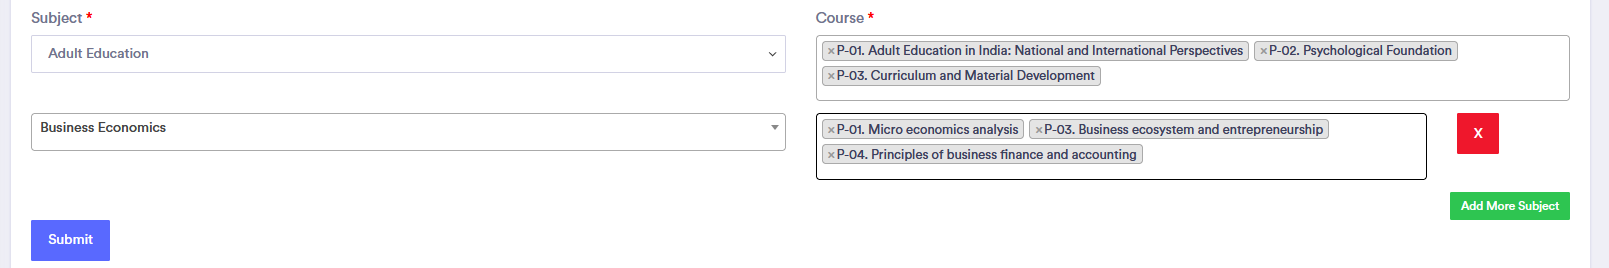 Subject * Course *
Adult Education
×P-01. Adult Education in India: National and International Perspectives ×P-02. Psychological Foundation
×P-03. Curriculum and Material Development
Business Economics
×P-01. Micro economics analysis ×P-03. Business ecosystem and entrepreneurship
X
×P-04. Principles of business finance and accounting
Add More Subject
Submit